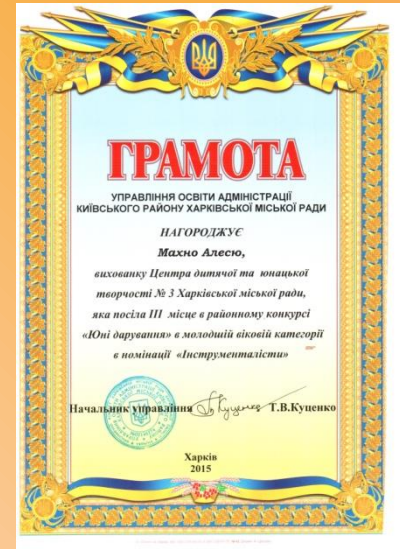 ГРАМОТА
УПРАВЛІННЯ ОСВІТИ АДМІНІСТРАЦІЇ
КИЇВСЬКОГО РАЙОНУ ХАРКІВСЬКОЇ МІСЬКОЇ РАДИ
НАГОРОДЖУЄ
Махно Алесю,
вихованку Центра дитячої та юнацької
творчості № 3 Харківської міської ради,
яка посіла ІІІ місце в районному конкурсі
«Юні дарування» в молодшій віковій категорії
в номінації «Інструменталісти»
Начальник управління Т.В.Куценко
Харків
2015